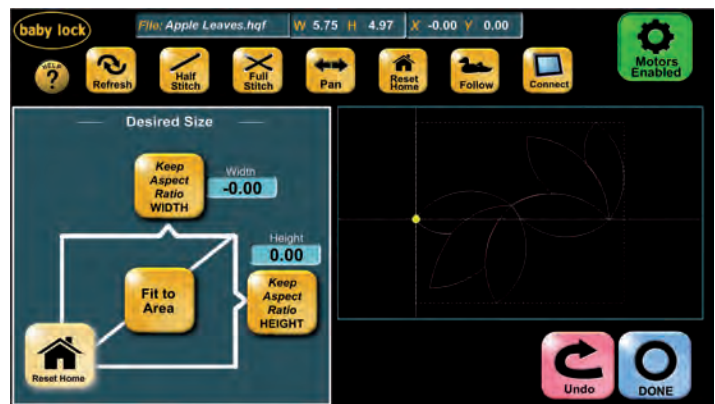 baby lock
File: Apple Leaves.hqf
W 5.75 H 4.97
X -0.00 Y 0.00
Motors
Enabled
HELP
?
Refresh
Half
Stitch
Full
Stitch
Pan
Reset
Home
Follow
Connect
Desired Size
Keep
Aspect
Ratio
WIDTH
Width
-0.00
Height
0.00
Keep
Aspect
Ratio
HEIGHT
Fit to
Area
Reset Home
Undo
DONE